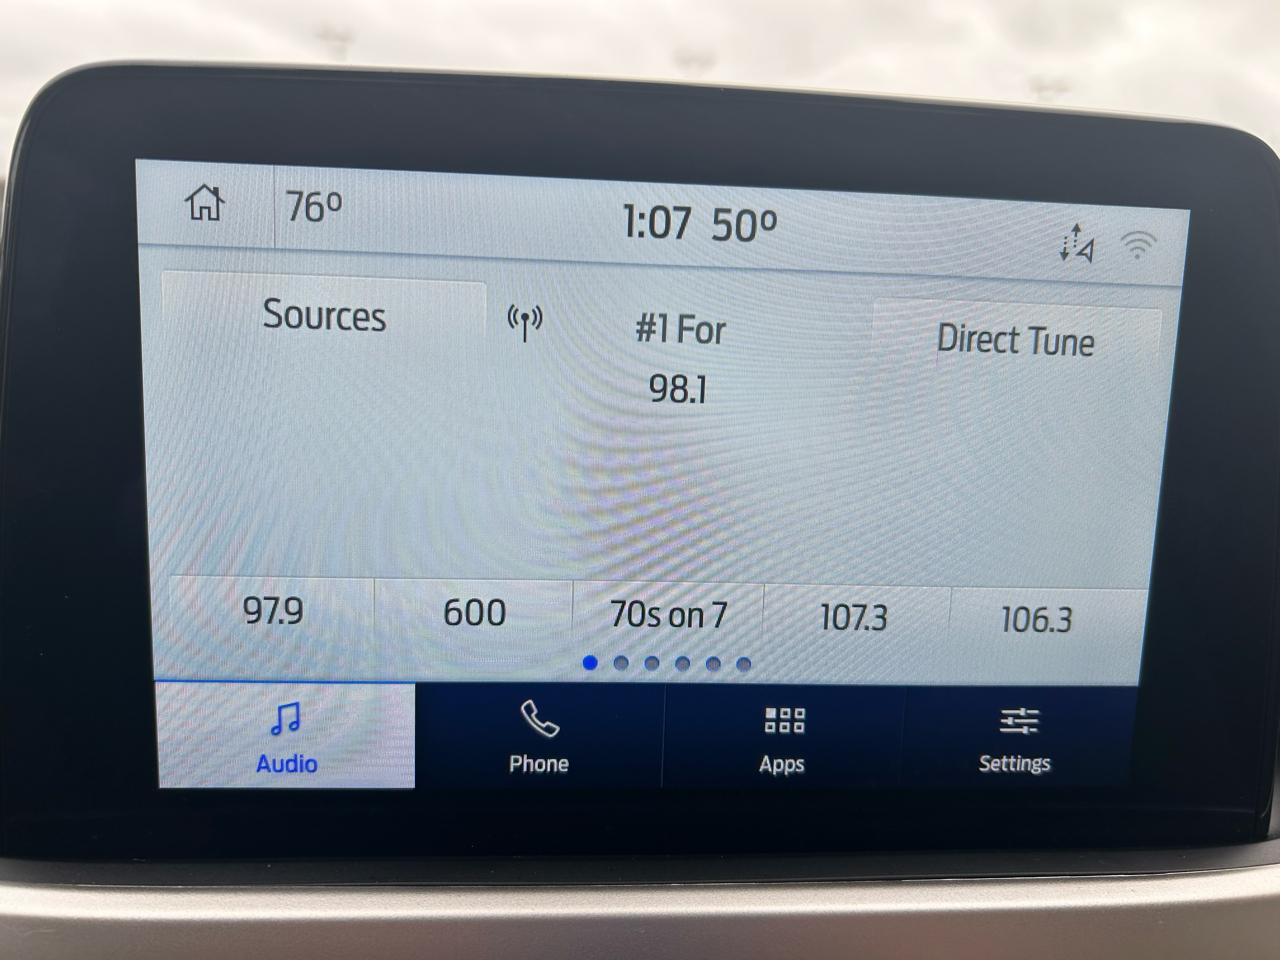 76º
1:07 50º
Sources
#1 For
Direct Tune
98.1
97.9
600
70s on 7
107.3
106.3
Audio
Phone
Apps
Settings